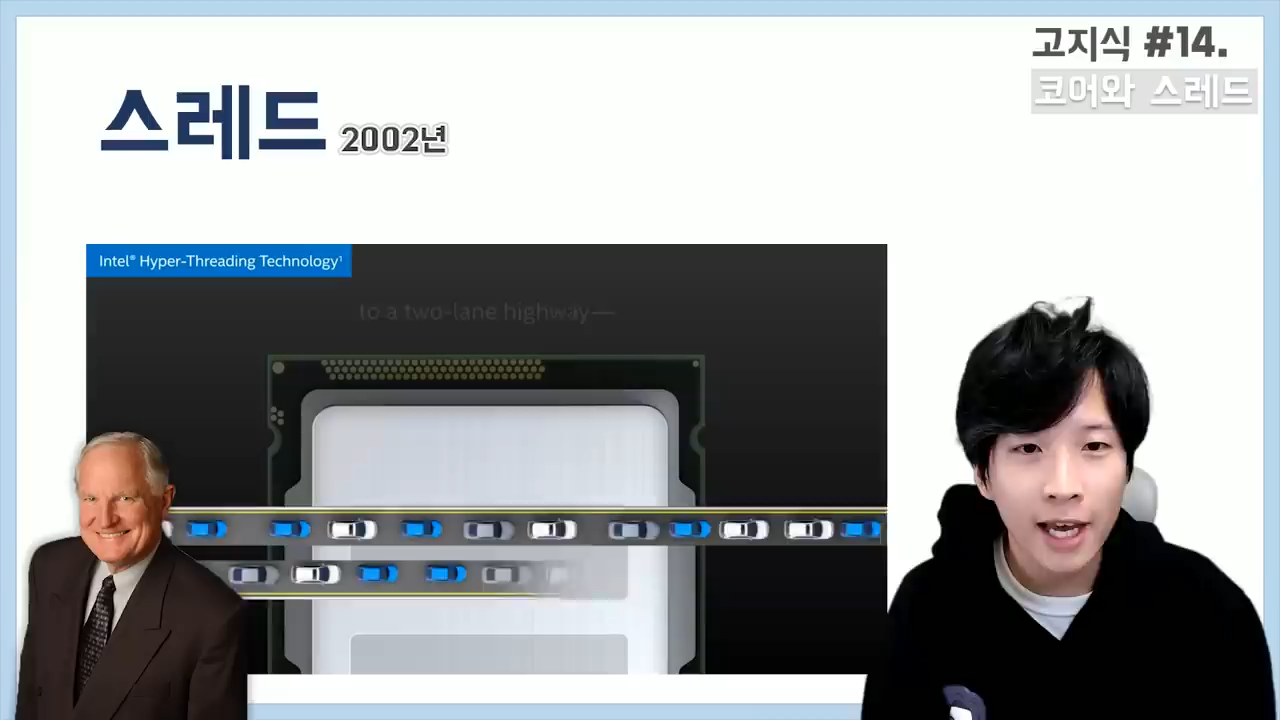 고지식 #14.
코어와 스레드
스레드 2002년
Intel® Hyper-Threading Technology¹
to a two-lane highway—